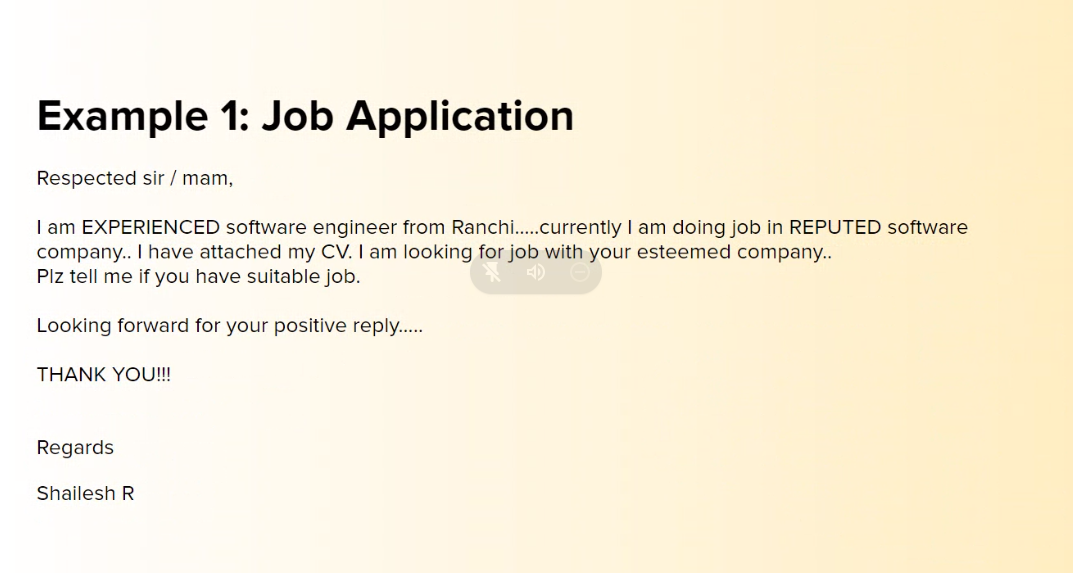 Example 1: Job Application
Respected sir / mam,
I am EXPERIENCED software engineer from Ranchi.....currently I am doing job in REPUTED software
company.. I have attached my CV. I am looking for job with your esteemed company..
Plz tell me if you have suitable job.
Looking forward for your positive reply.....
THANK YOU!!!
Regards
Shailesh R